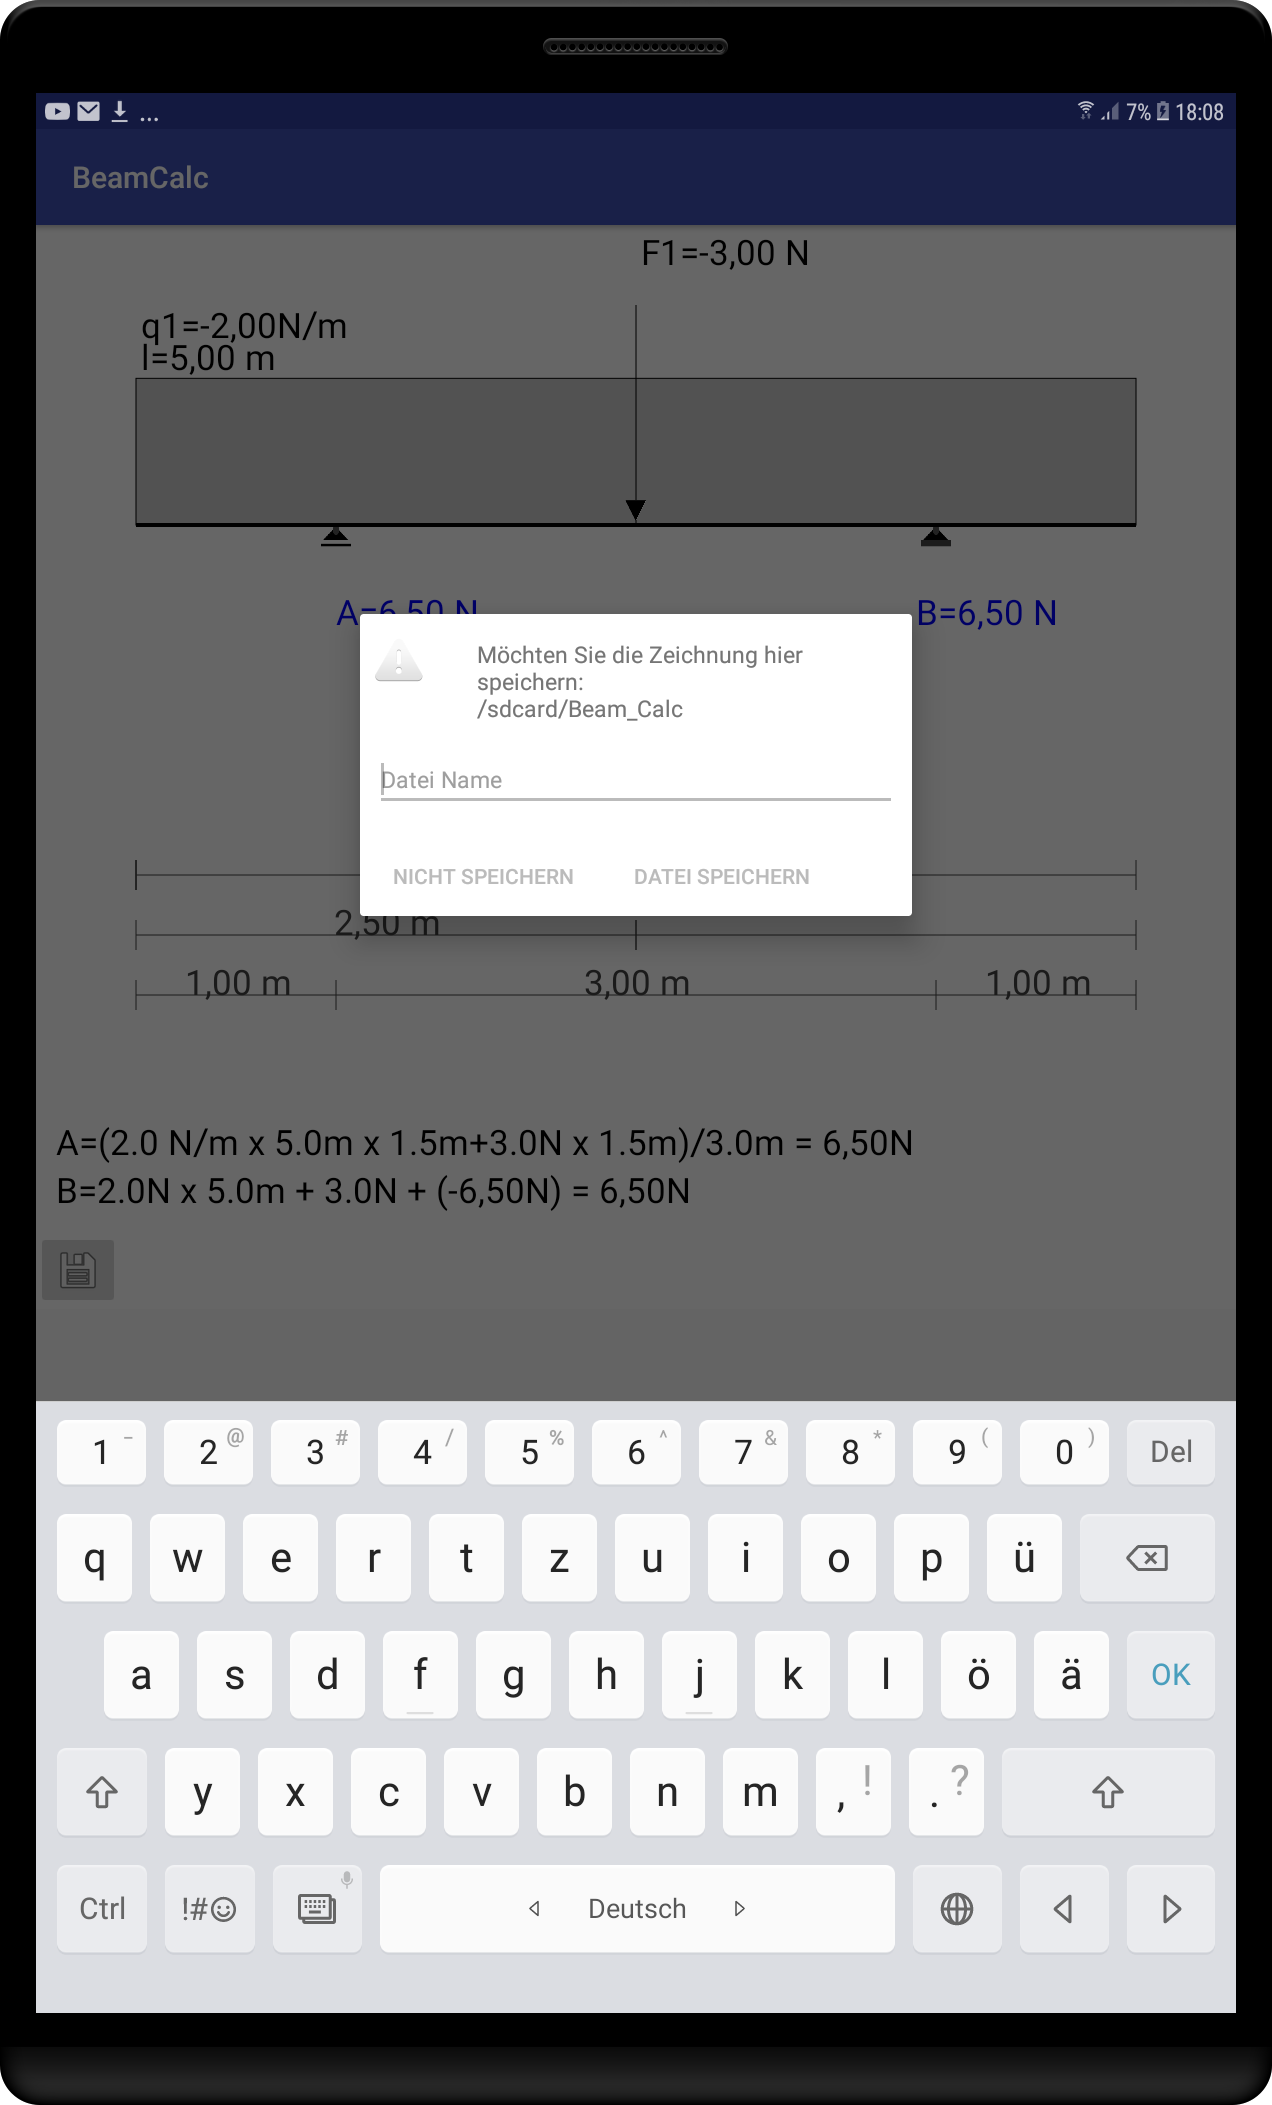 ... 7% 18:08
BeamCalc
F1=-3,00 N
q1=-2,00N/m
l=5,00 m
A=6,50 N B=6,50 N
Möchten Sie die Zeichnung hier
speichern:
/sdcard/Beam_Calc
Datei Name
NICHT SPEICHERN DATEI SPEICHERN
2,50 m
1,00 m 3,00 m 1,00 m
A=(2.0 N/m x 5.0m x 1.5m+3.0N x 1.5m)/3.0m = 6,50N
B=2.0N x 5.0m + 3.0N + (-6,50N) = 6,50N
1 - 2 @ 3 # 4 / 5 % 6 ^ 7 & 8 * 9 ( 0 ) Del
q w e r t z u i o p ü
a s d f g h j k l ö ä OK
y x c v b n m , ! . ?
Ctrl !#☺ Deutsch